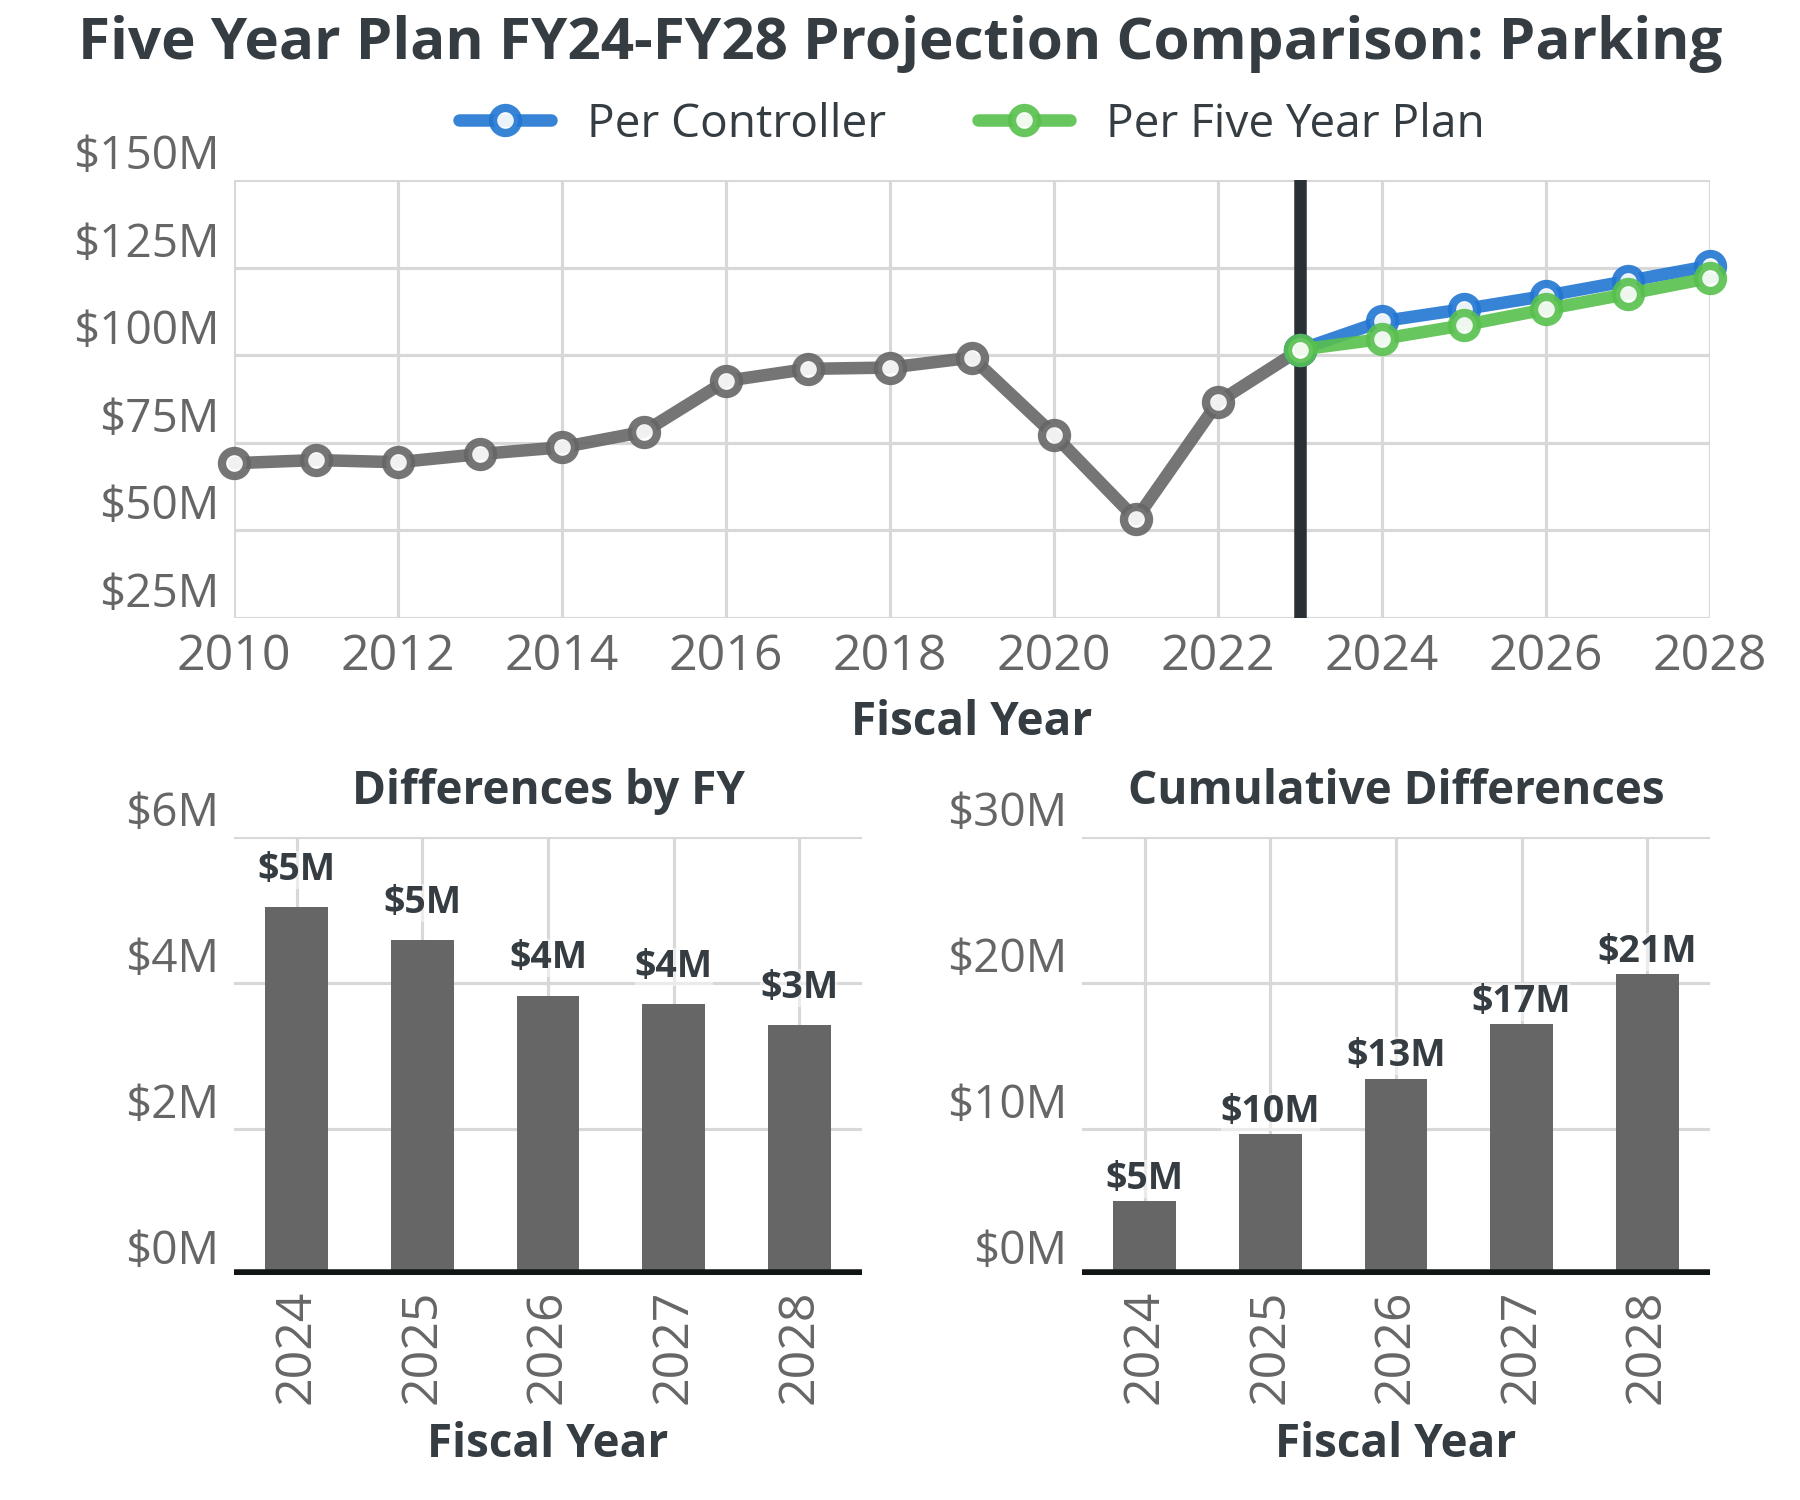 Five Year Plan FY24-FY28 Projection Comparison: Parking
Per Controller Per Five Year Plan
$150M
$125M
$100M
$75M
$50M
$25M
2010 2012 2014 2016 2018 2020 2022 2024 2026 2028
Fiscal Year
Differences by FY
$6M
$4M
$2M
$0M
$5M
$5M
$4M
$4M
$3M
2024 2025 2026 2027 2028
Fiscal Year
Cumulative Differences
$30M
$20M
$10M
$0M
$5M
$10M
$13M
$17M
$21M
2024 2025 2026 2027 2028
Fiscal Year